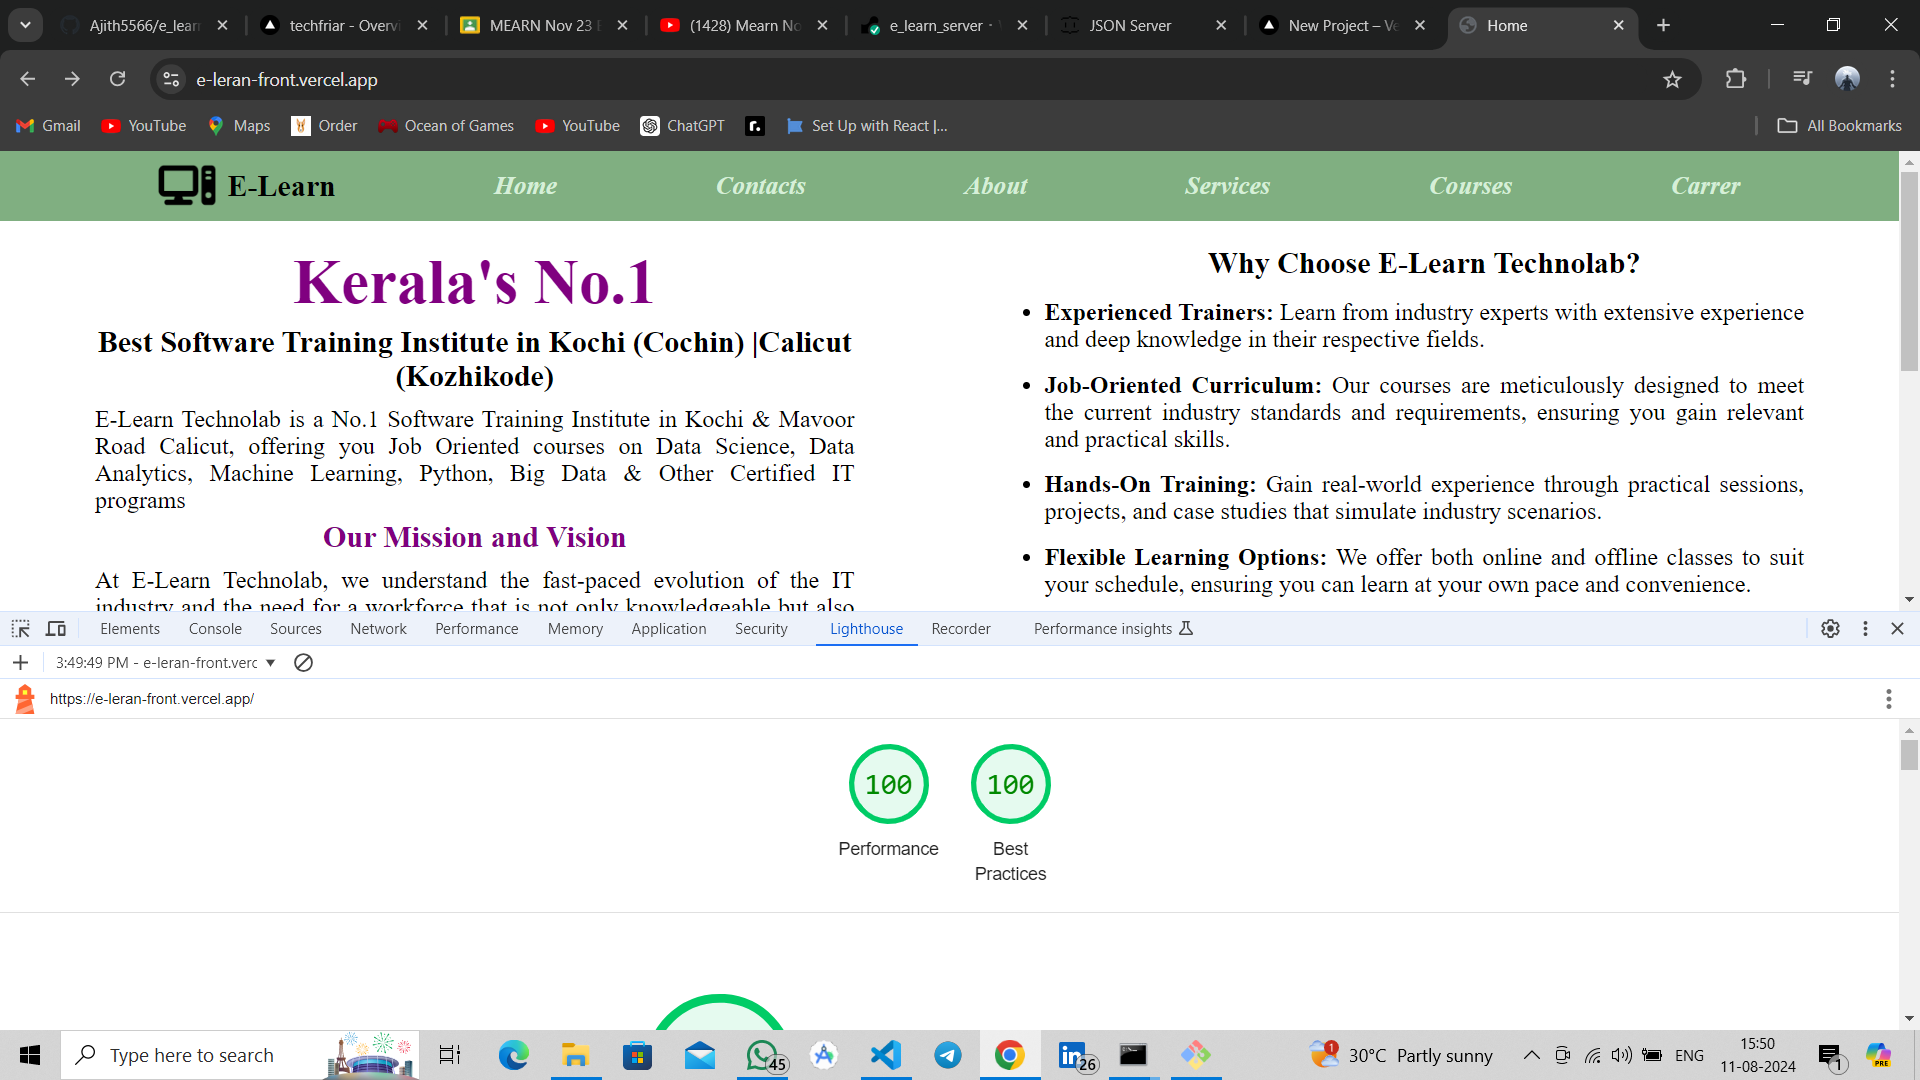 Ajith5566/e_lear
techfriar - Overvi
MEARN Nov 23
(1428) Mearn No
e_learn_server ·
JSON Server
New Project – Ve
Home
e-leran-front.vercel.app
Gmail
YouTube
Maps
Order
Ocean of Games
YouTube
ChatGPT
r.
Set Up with React |...
All Bookmarks
E-Learn
Home
Contacts
About
Services
Courses
Carrer
Kerala's No.1
Best Software Training Institute in Kochi (Cochin) |Calicut
(Kozhikode)
E-Learn Technolab is a No.1 Software Training Institute in Kochi & Mavoor
Road Calicut, offering you Job Oriented courses on Data Science, Data
Analytics, Machine Learning, Python, Big Data & Other Certified IT
programs
Our Mission and Vision
At E-Learn Technolab, we understand the fast-paced evolution of the IT
industry and the need for a workforce that is not only knowledgeable but also
Why Choose E-Learn Technolab?
• Experienced Trainers: Learn from industry experts with extensive experience
and deep knowledge in their respective fields.
• Job-Oriented Curriculum: Our courses are meticulously designed to meet
the current industry standards and requirements, ensuring you gain relevant
and practical skills.
• Hands-On Training: Gain real-world experience through practical sessions,
projects, and case studies that simulate industry scenarios.
• Flexible Learning Options: We offer both online and offline classes to suit
your schedule, ensuring you can learn at your own pace and convenience.
Elements
Console
Sources
Network
Performance
Memory
Application
Security
Lighthouse
Recorder
Performance insights
3:49:49 PM - e-leran-front.verc
https://e-leran-front.vercel.app/
100
Performance
100
Best
Practices
Type here to search
45
26
1
30°C Partly sunny
ENG
15:50
11-08-2024
1
PRE